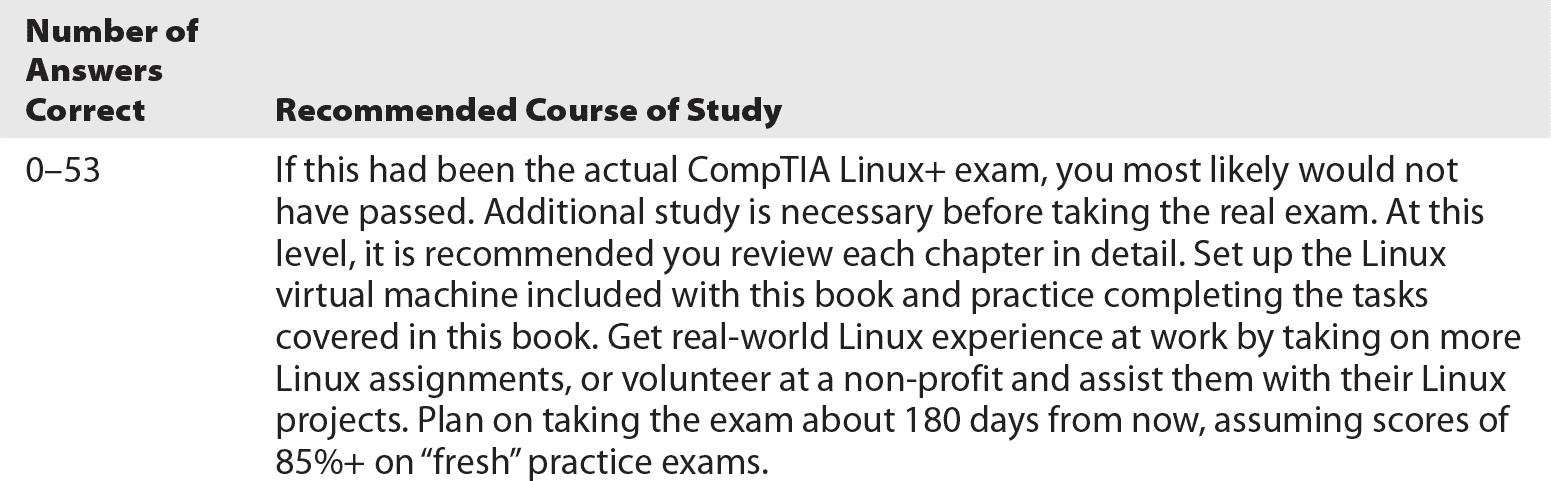 Number of
Answers
Correct
Recommended Course of Study
0–53
If this had been the actual CompTIA Linux+ exam, you most likely would not
have passed. Additional study is necessary before taking the real exam. At this
level, it is recommended you review each chapter in detail. Set up the Linux
virtual machine included with this book and practice completing the tasks
covered in this book. Get real-world Linux experience at work by taking on more
Linux assignments, or volunteer at a non-profit and assist them with their Linux
projects. Plan on taking the exam about 180 days from now, assuming scores of
85%+ on “fresh” practice exams.